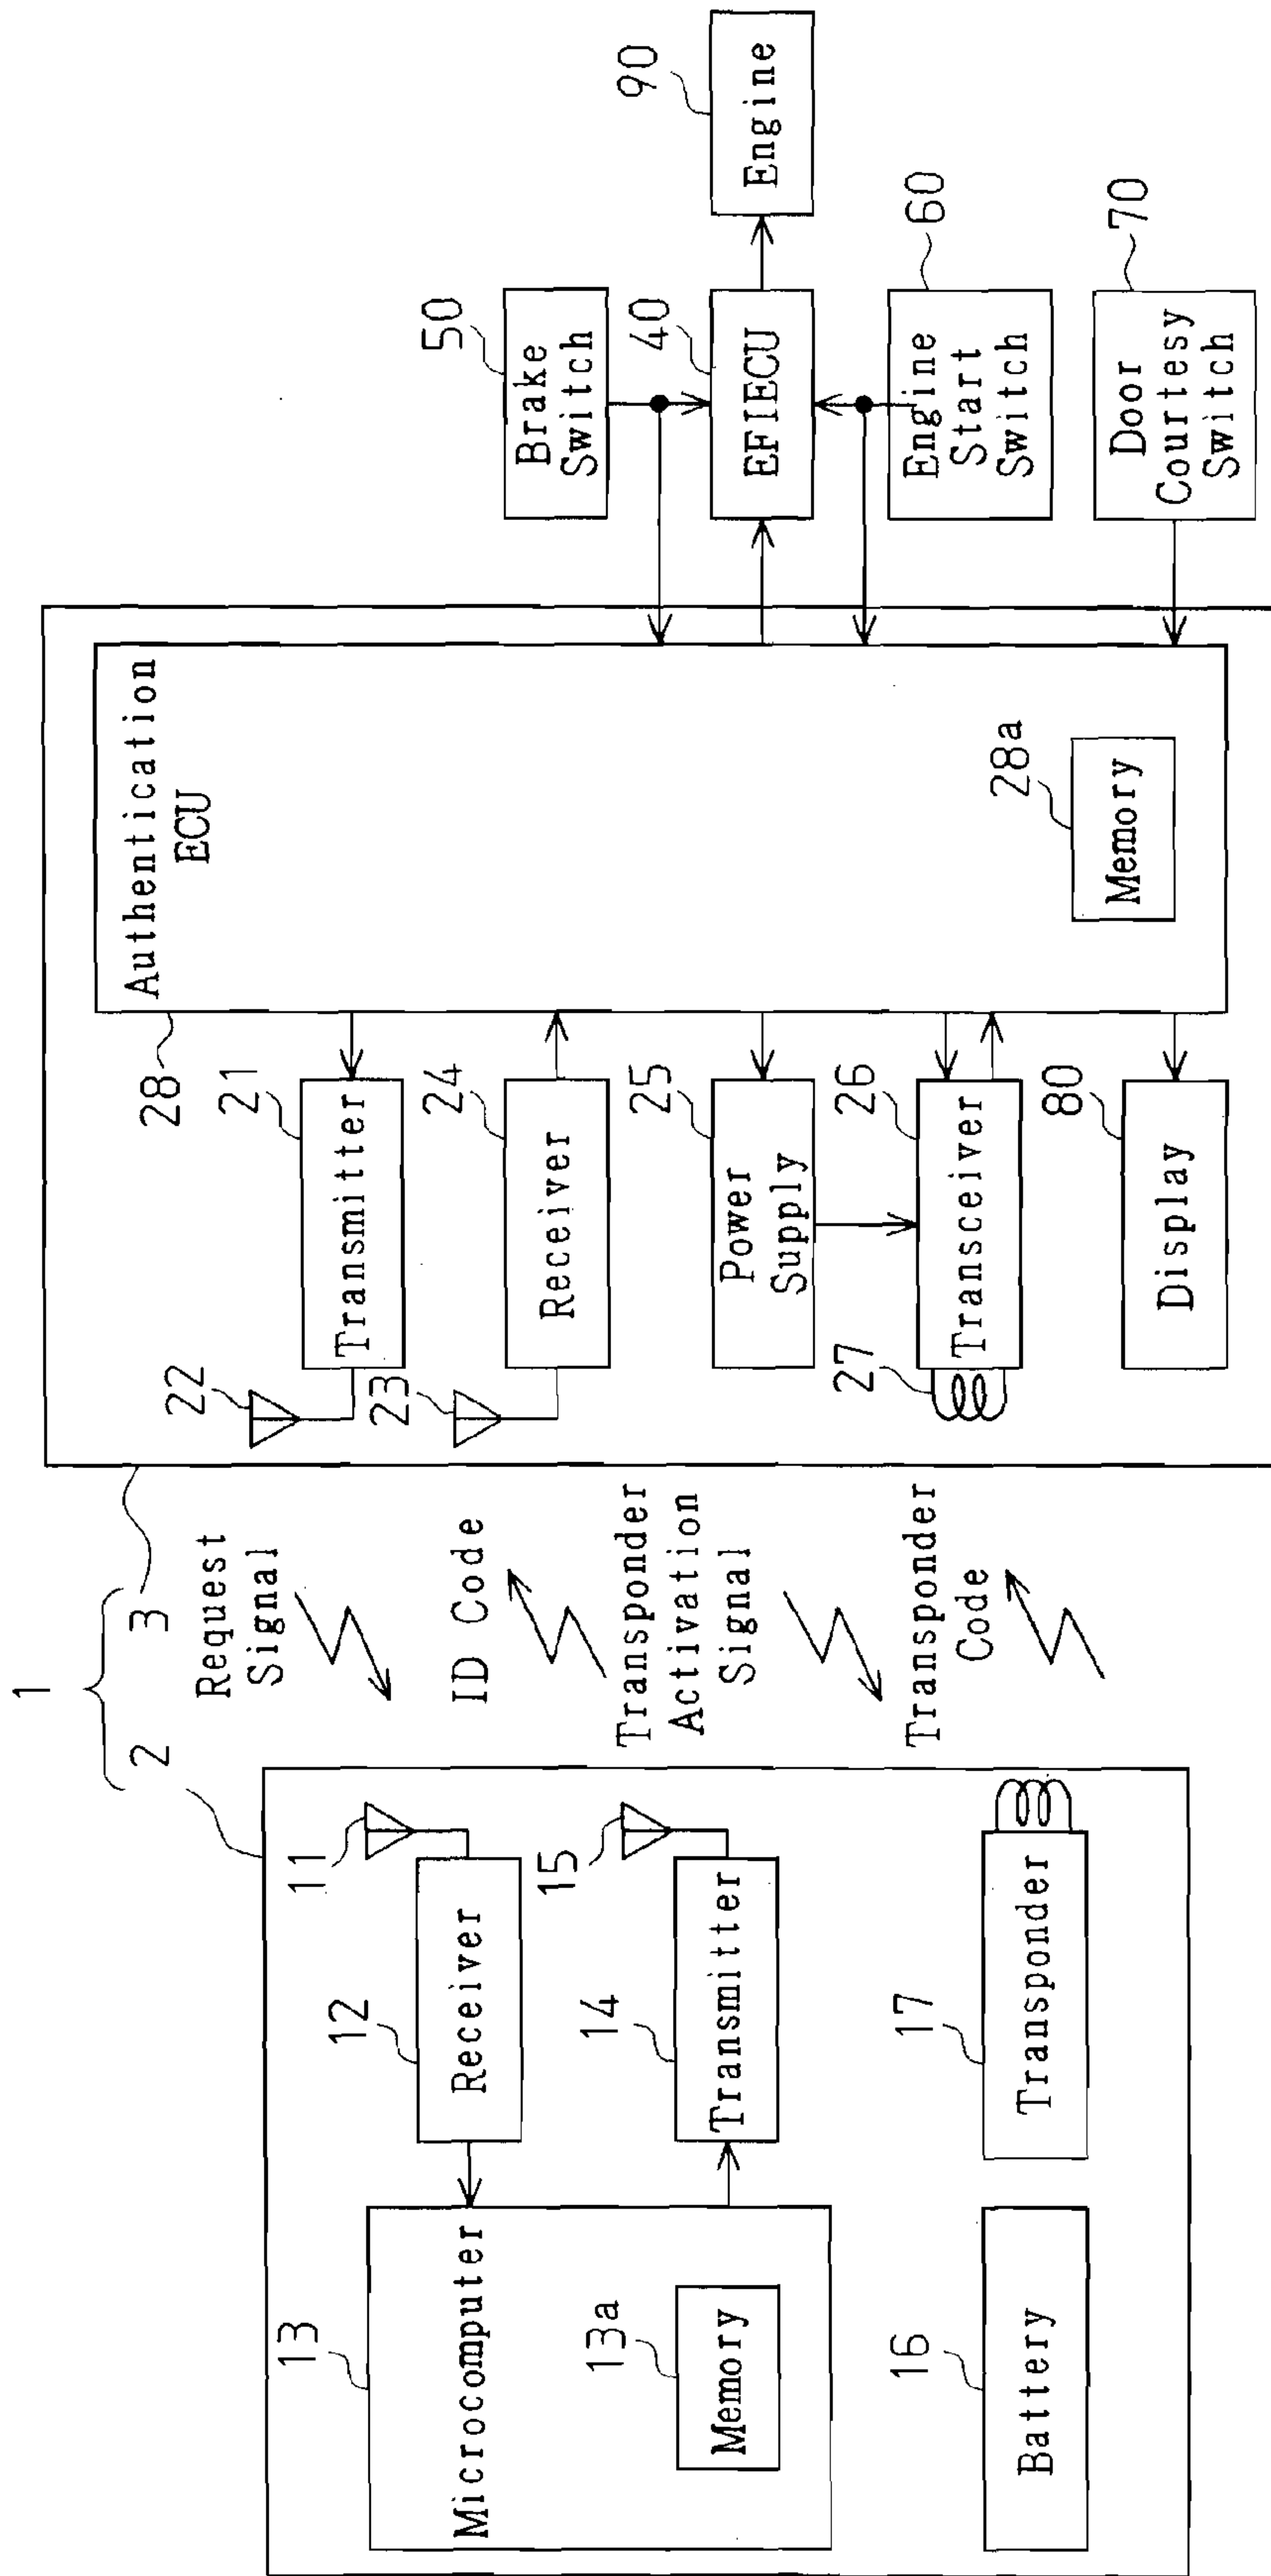 1
2
3
Request
Signal
ID Code
Transponder
Activation
Signal
Transponder
Code
13
Microcomputer
13a
Memory
12
Receiver
11
14
Transmitter
15
16
Battery
17
Transponder
28
Authentication
ECU
28a
Memory
21
Transmitter
22
24
Receiver
23
25
Power
Supply
26
Transceiver
27
80
Display
50
Brake
Switch
40
EFIECU
90
Engine
60
Engine
Start
Switch
70
Door
Courtesy
Switch